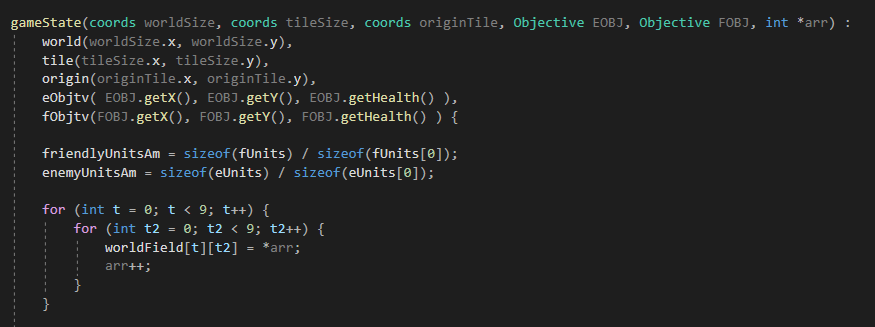 gameState(coords worldSize, coords tileSize, coords originTile, Objective EOBJ, Objective FOBJ, int *arr) :
world(worldSize.x, worldSize.y),
tile(tileSize.x, tileSize.y),
origin(originTile.x, originTile.y),
eObjtv( EOBJ.getX(), EOBJ.getY(), EOBJ.getHealth() ),
fObjtv(FOBJ.getX(), FOBJ.getY(), FOBJ.getHealth() ) {
friendlyUnitsAm = sizeof(fUnits) / sizeof(fUnits[0]);
enemyUnitsAm = sizeof(eUnits) / sizeof(eUnits[0]);
for (int t = 0; t < 9; t++) {
for (int t2 = 0; t2 < 9; t2++) {
worldField[t][t2] = *arr;
arr++;
}
}